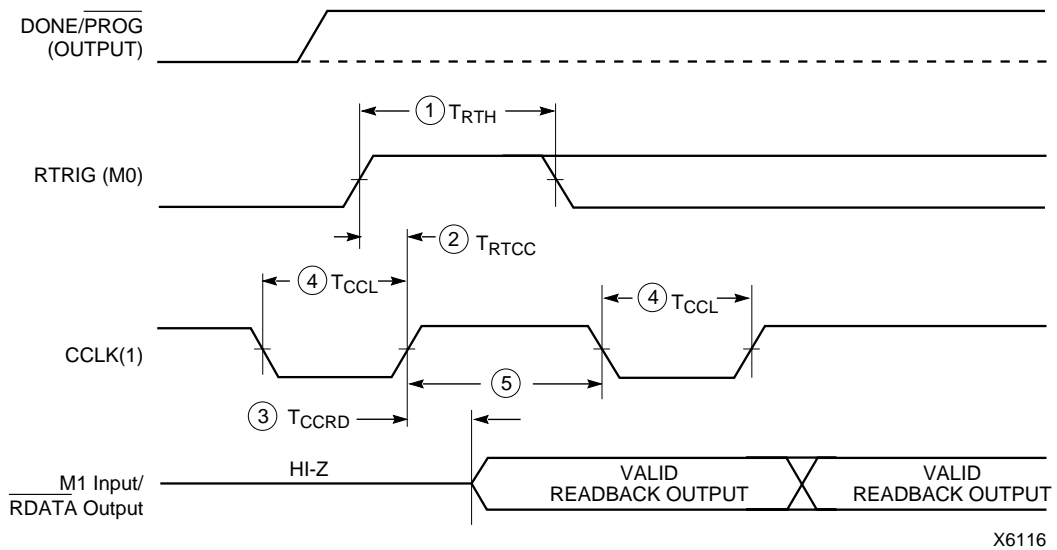 DONE/PROG
(OUTPUT)
1 TRTH
RTRIG (M0)
2 TRTCC
4 TCCL
4 TCCL
CCLK(1)
5
3 TCCRD
HI-Z
M1 Input/
RDATA Output
VALID
READBACK OUTPUT
VALID
READBACK OUTPUT
X6116